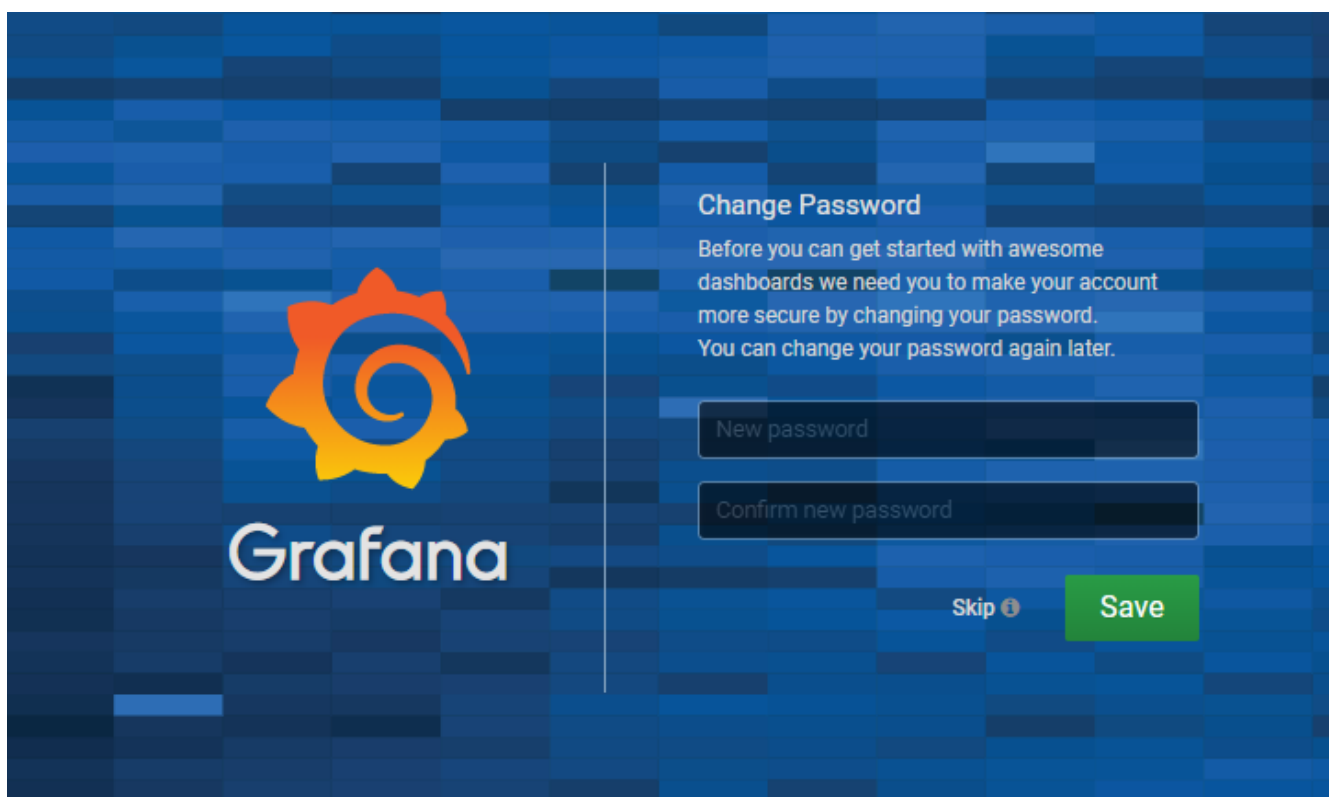 Change Password
Before you can get started with awesome
dashboards we need you to make your account
more secure by changing your password.
You can change your password again later.
New password
Confirm new password
Grafana
Skip
Save